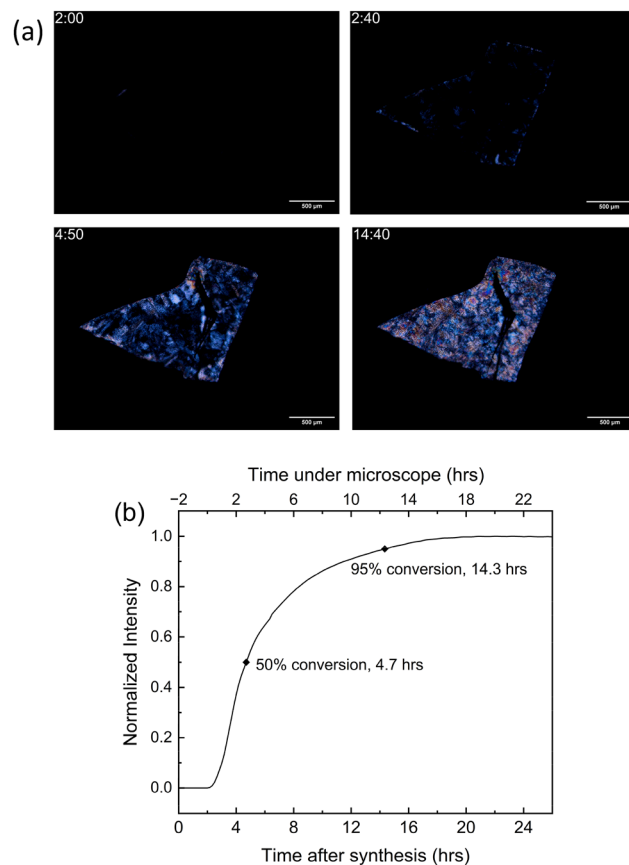 (a)
2:00
500 µm
2:40
500 µm
4:50
500 µm
14:40
500 µm
Time under microscope (hrs)
−2 2 6 10 14 18 22
(b)
1.0
0.8
0.6
0.4
0.2
0.0
Normalized Intensity
95% conversion, 14.3 hrs
50% conversion, 4.7 hrs
0 4 8 12 16 20 24
Time after synthesis (hrs)